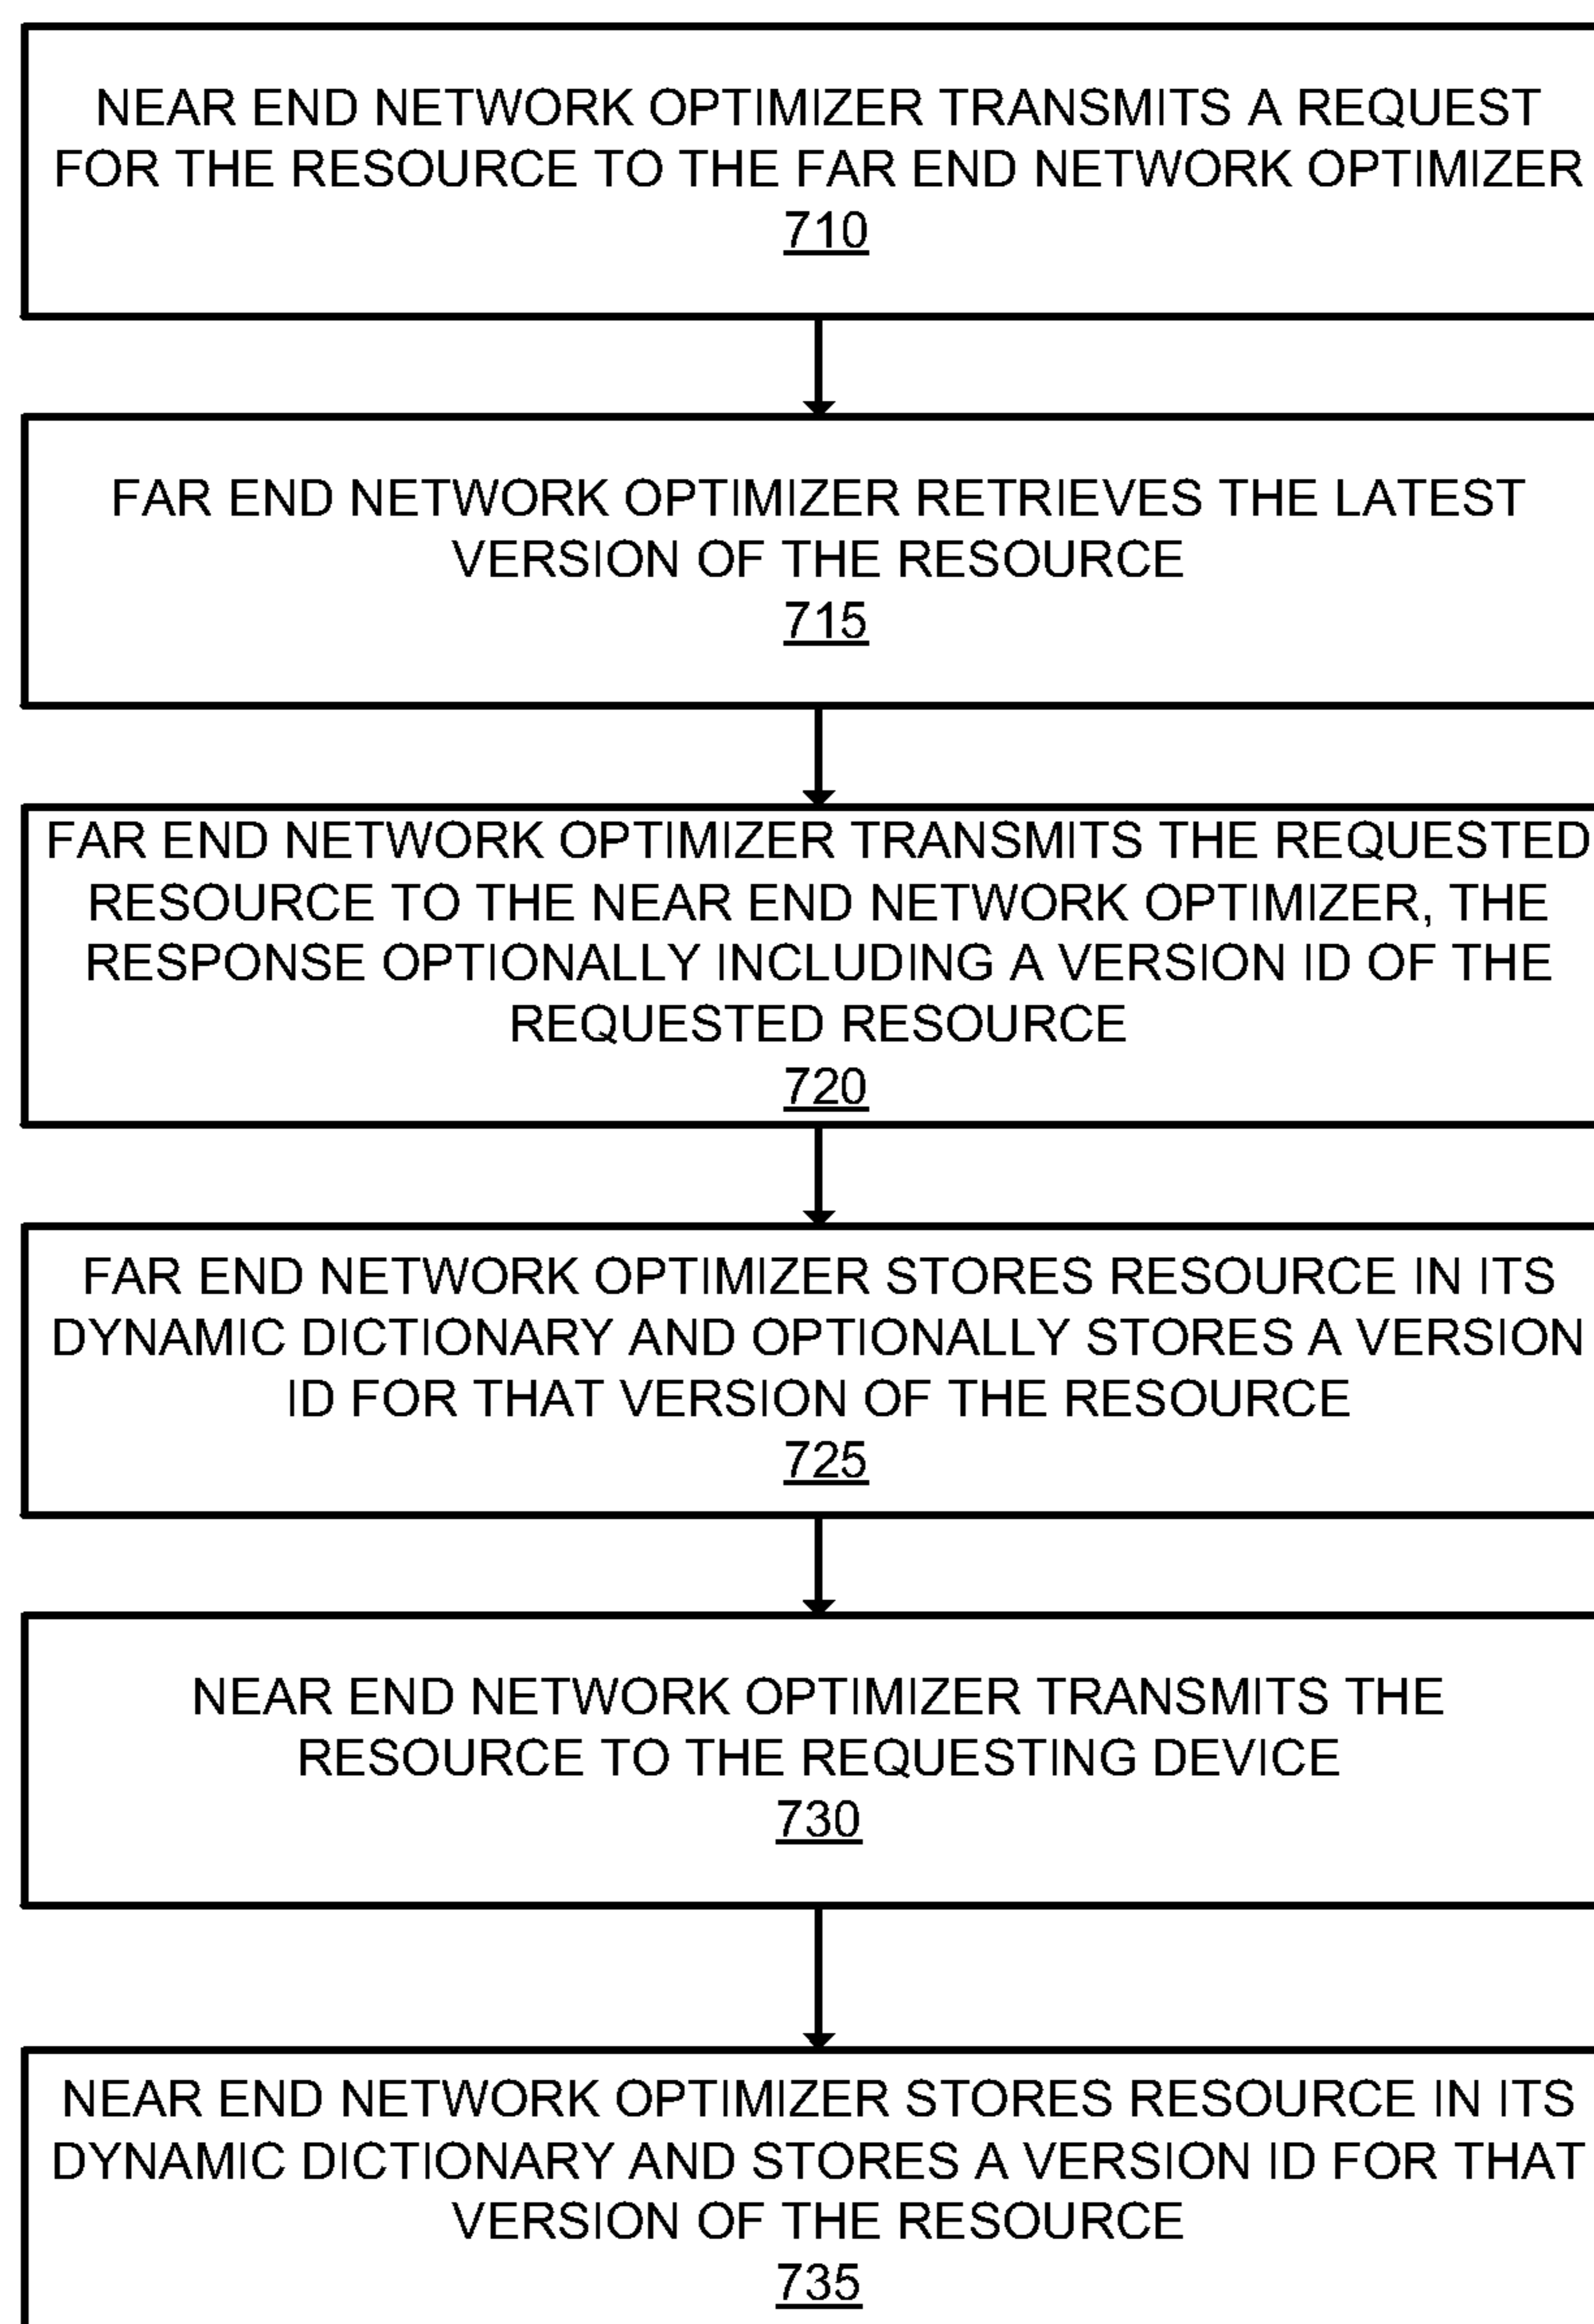 NEAR END NETWORK OPTIMIZER TRANSMITS A REQUEST
FOR THE RESOURCE TO THE FAR END NETWORK OPTIMIZER
710
FAR END NETWORK OPTIMIZER RETRIEVES THE LATEST
VERSION OF THE RESOURCE
715
FAR END NETWORK OPTIMIZER TRANSMITS THE REQUESTED
RESOURCE TO THE NEAR END NETWORK OPTIMIZER, THE
RESPONSE OPTIONALLY INCLUDING A VERSION ID OF THE
REQUESTED RESOURCE
720
FAR END NETWORK OPTIMIZER STORES RESOURCE IN ITS
DYNAMIC DICTIONARY AND OPTIONALLY STORES A VERSION
ID FOR THAT VERSION OF THE RESOURCE
725
NEAR END NETWORK OPTIMIZER TRANSMITS THE
RESOURCE TO THE REQUESTING DEVICE
730
NEAR END NETWORK OPTIMIZER STORES RESOURCE IN ITS
DYNAMIC DICTIONARY AND STORES A VERSION ID FOR THAT
VERSION OF THE RESOURCE
735